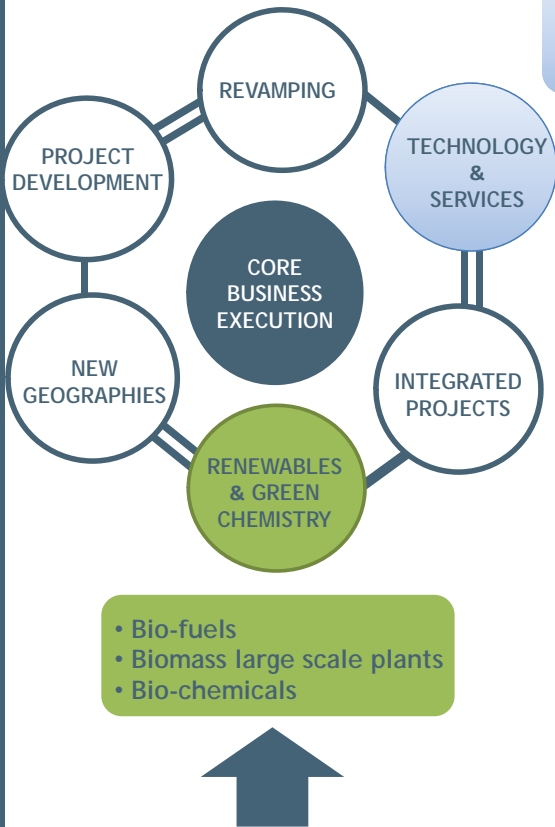 REVAMPING
PROJECT
DEVELOPMENT
TECHNOLOGY
&
SERVICES
CORE
BUSINESS
EXECUTION
NEW
GEOGRAPHIES
INTEGRATED
PROJECTS
RENEWABLES
& GREEN
CHEMISTRY
• Bio-fuels
• Biomass large scale plants
• Bio-chemicals